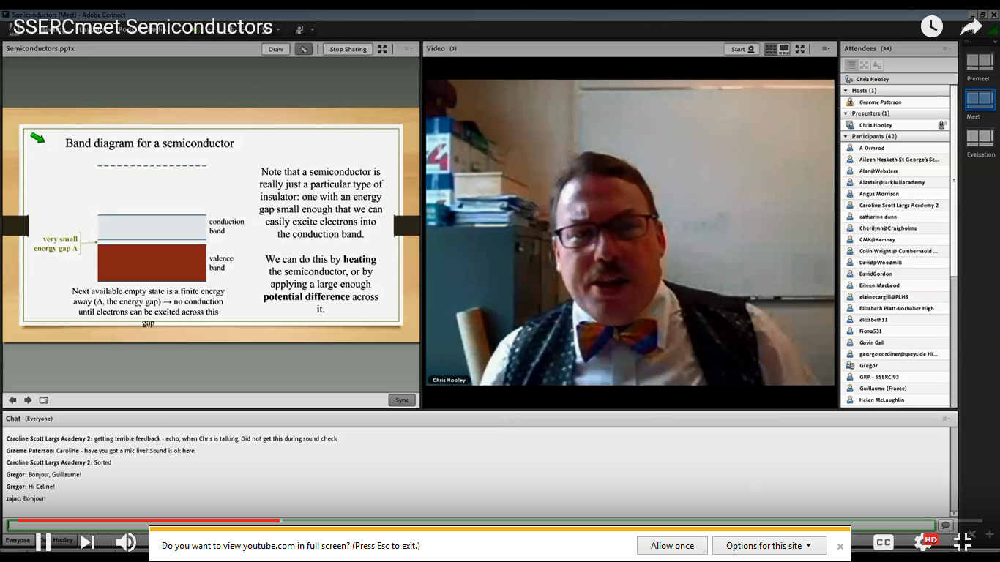 Semiconductors (Meet) - Adobe Connect
SSERCmeet Semiconductors
Semiconductors.pptx
Draw
Stop Sharing
Video (1)
Start
Attendees (44)
Band diagram for a semiconductor
conduction
band
very small
energy gap Δ
valence
band
Next available empty state is a finite energy
away (Δ, the energy gap) → no conduction
until electrons can be excited across this
gap
Note that a semiconductor is
really just a particular type of
insulator: one with an energy
gap small enough that we can
easily excite electrons into
the conduction band.
We can do this by heating
the semiconductor, or by
applying a large enough
potential difference across
it.
Sync
4
Chris Hooley
Chris Hooley
Hosts (1)
Graeme Paterson
Presenters (1)
Chris Hooley
Participants (42)
A Ormrod
Aileen Hesketh St George's Sc...
Alan@Websters
Alastair@larkhallacademy
Angus Morrison
Caroline Scott Largs Academy 2
catherine dunn
Cherilynn@Craigholme
CMK@Kemnay
Colin Wright @ Cumbernauld ...
David@Woodmill
DavidGordon
Eileen MacLeod
elainecargill@PLHS
Elizabeth Platt-Lochaber High
elizabeth11
Fiona531
Gavin Gall
george cordiner@speyside Hi...
Gregor
GRP - SSERC 93
Guillaume (France)
Helen McLaughlin
Premeet
Meet
Evaluation
Chat (Everyone)
Caroline Scott Largs Academy 2: getting terrible feedback - echo, when Chris is talking. Did not get this during sound check
Graeme Paterson: Caroline - have you got a mic live? Sound is ok here.
Caroline Scott Largs Academy 2: Sorted
Gregor: Bonjour, Guillaume!
Gregor: Hi Celine!
zajac: Bonjour!
Everyone
Hooley
Do you want to view youtube.com in full screen? (Press Esc to exit.)
Allow once
Options for this site
CC
HD